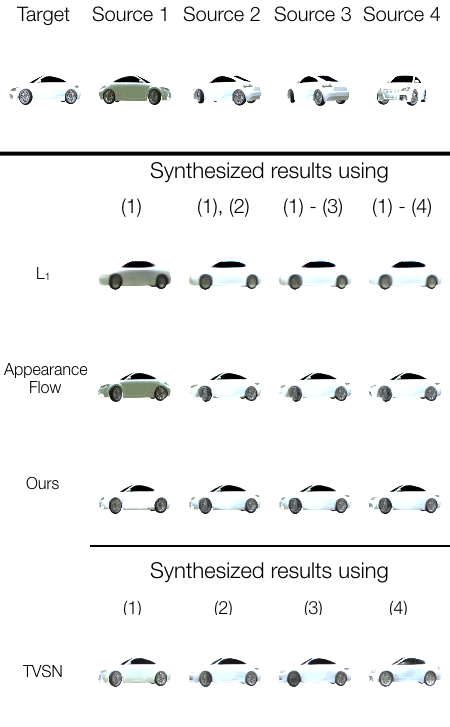 Target Source 1 Source 2 Source 3 Source 4
Synthesized results using
(1) (1), (2) (1) - (3) (1) - (4)
L1
Appearance
Flow
Ours
Synthesized results using
(1) (2) (3) (4)
TVSN